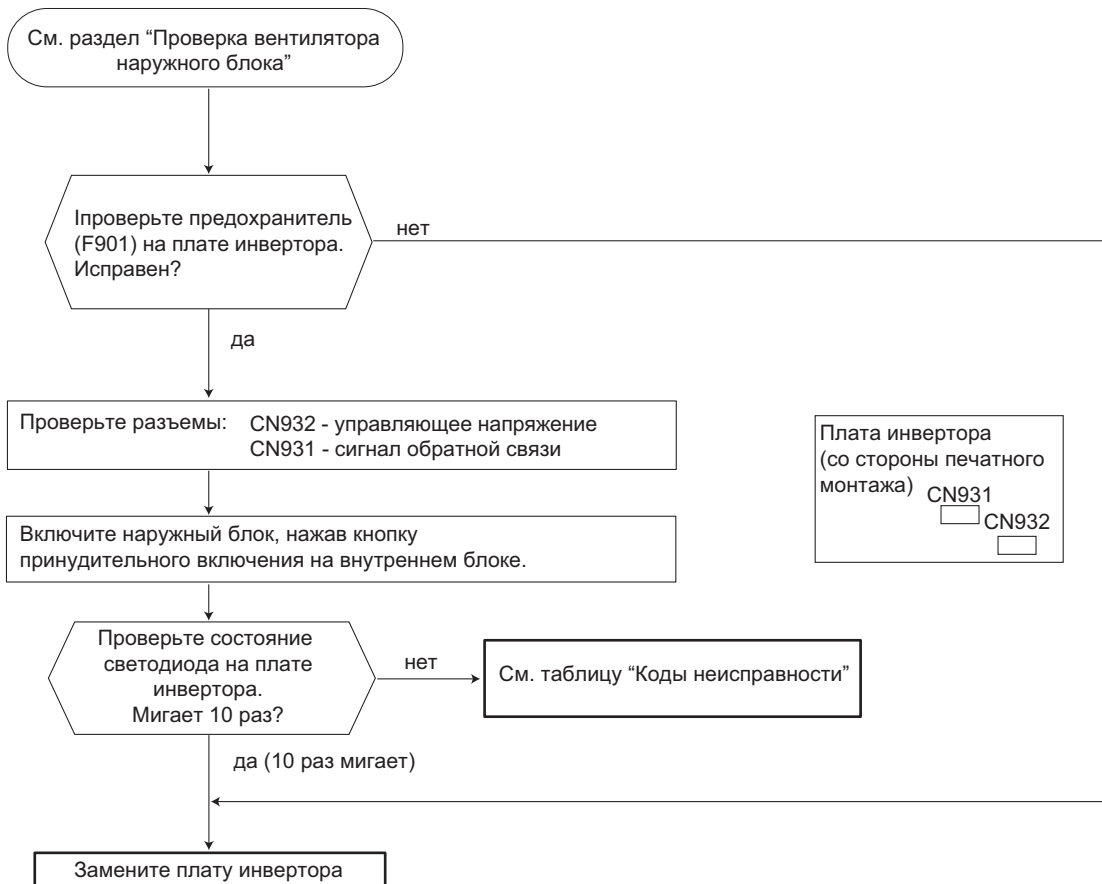 См. раздел “Проверка вентилятора
наружного блока”
Iпроверьте предохранитель
(F901) на плате инвертора.
Исправен?
нет
да
Проверьте разъемы: CN932 - управляющее напряжение
CN931 - сигнал обратной связи
Плата инвертора
(со стороны печатного
монтажа)
CN931
CN932
Включите наружный блок, нажав кнопку
принудительного включения на внутреннем блоке.
Проверьте состояние
светодиода на плате
инвертора.
Мигает 10 раз?
нет
См. таблицу “Коды неисправности”
да (10 раз мигает)
Замените плату инвертора